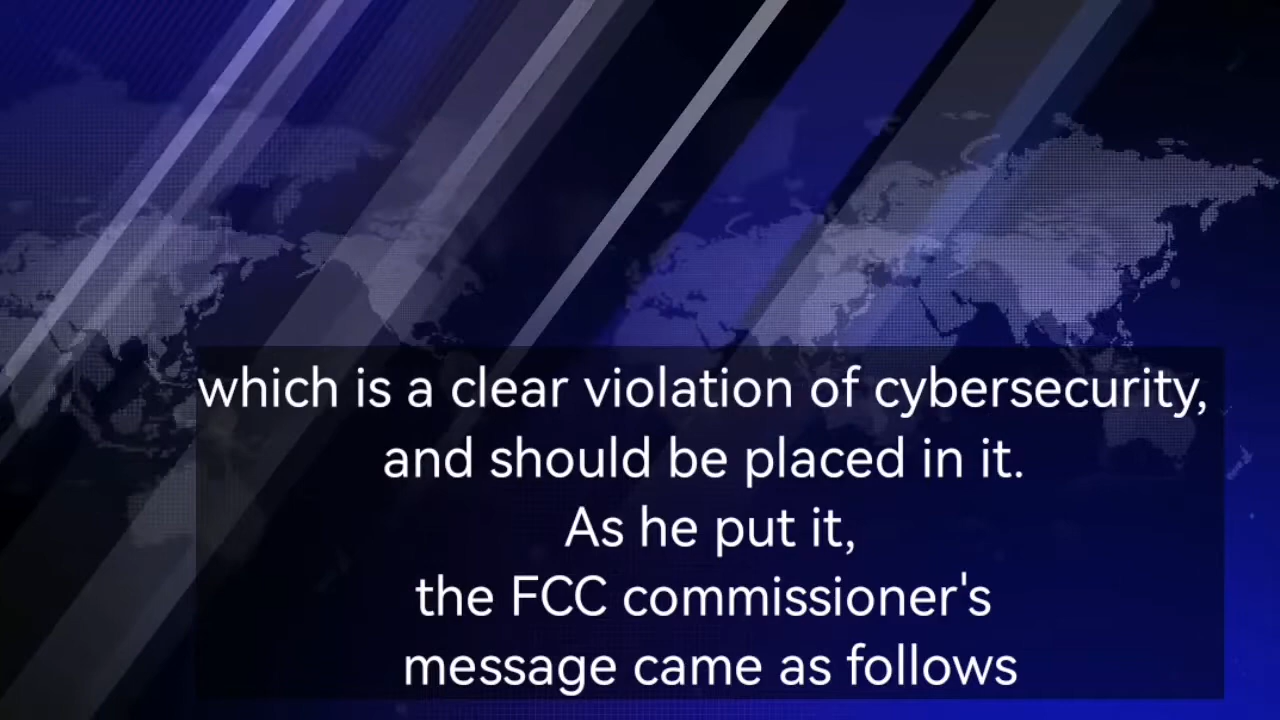 which is a clear violation of cybersecurity,
and should be placed in it.
As he put it,
the FCC commissioner's
message came as follows